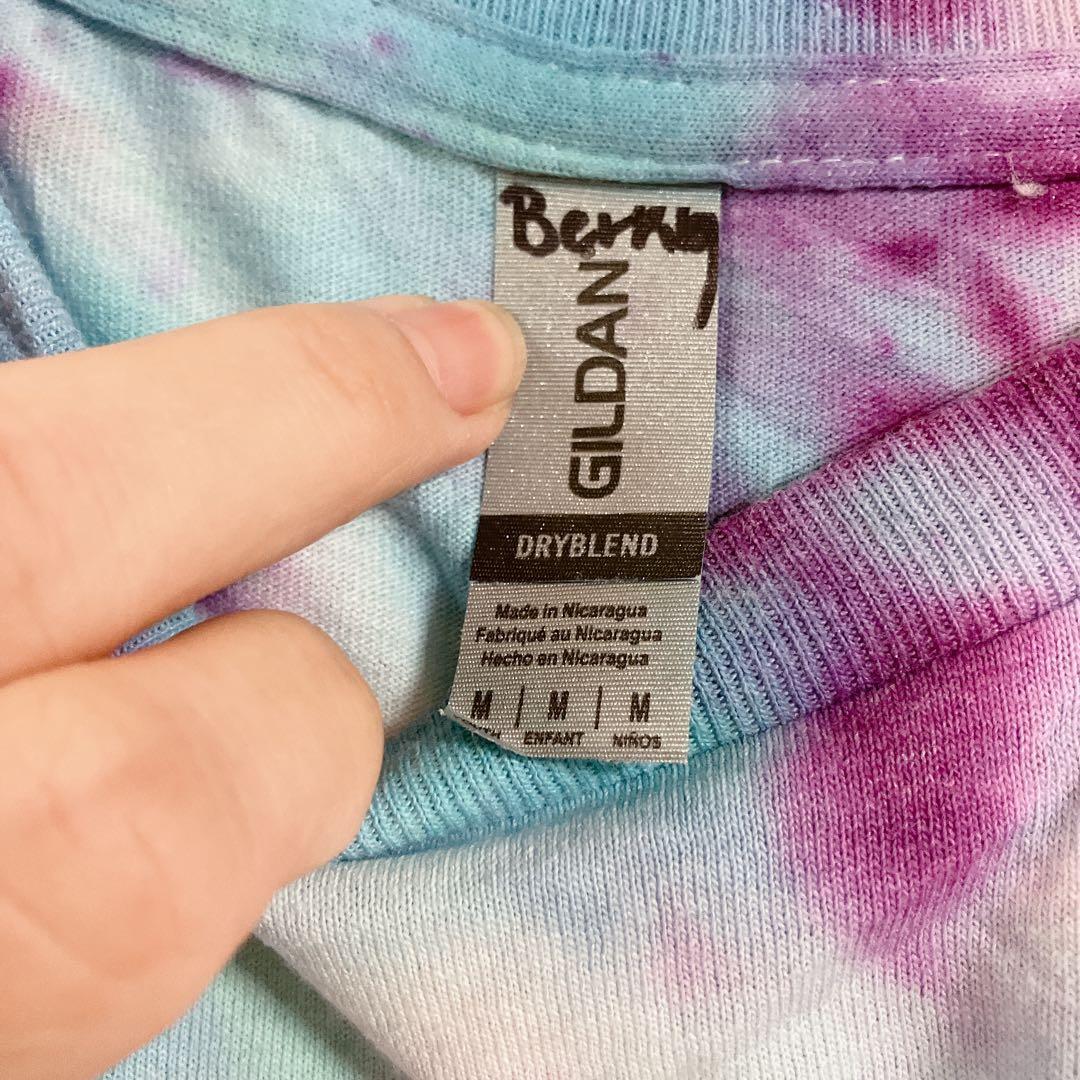 GILDAN
DRYBLEND
Made in Nicaragua
Fabriqué au Nicaragua
Hecho en Nicaragua
M | M | M
ENFANT NIÑOS